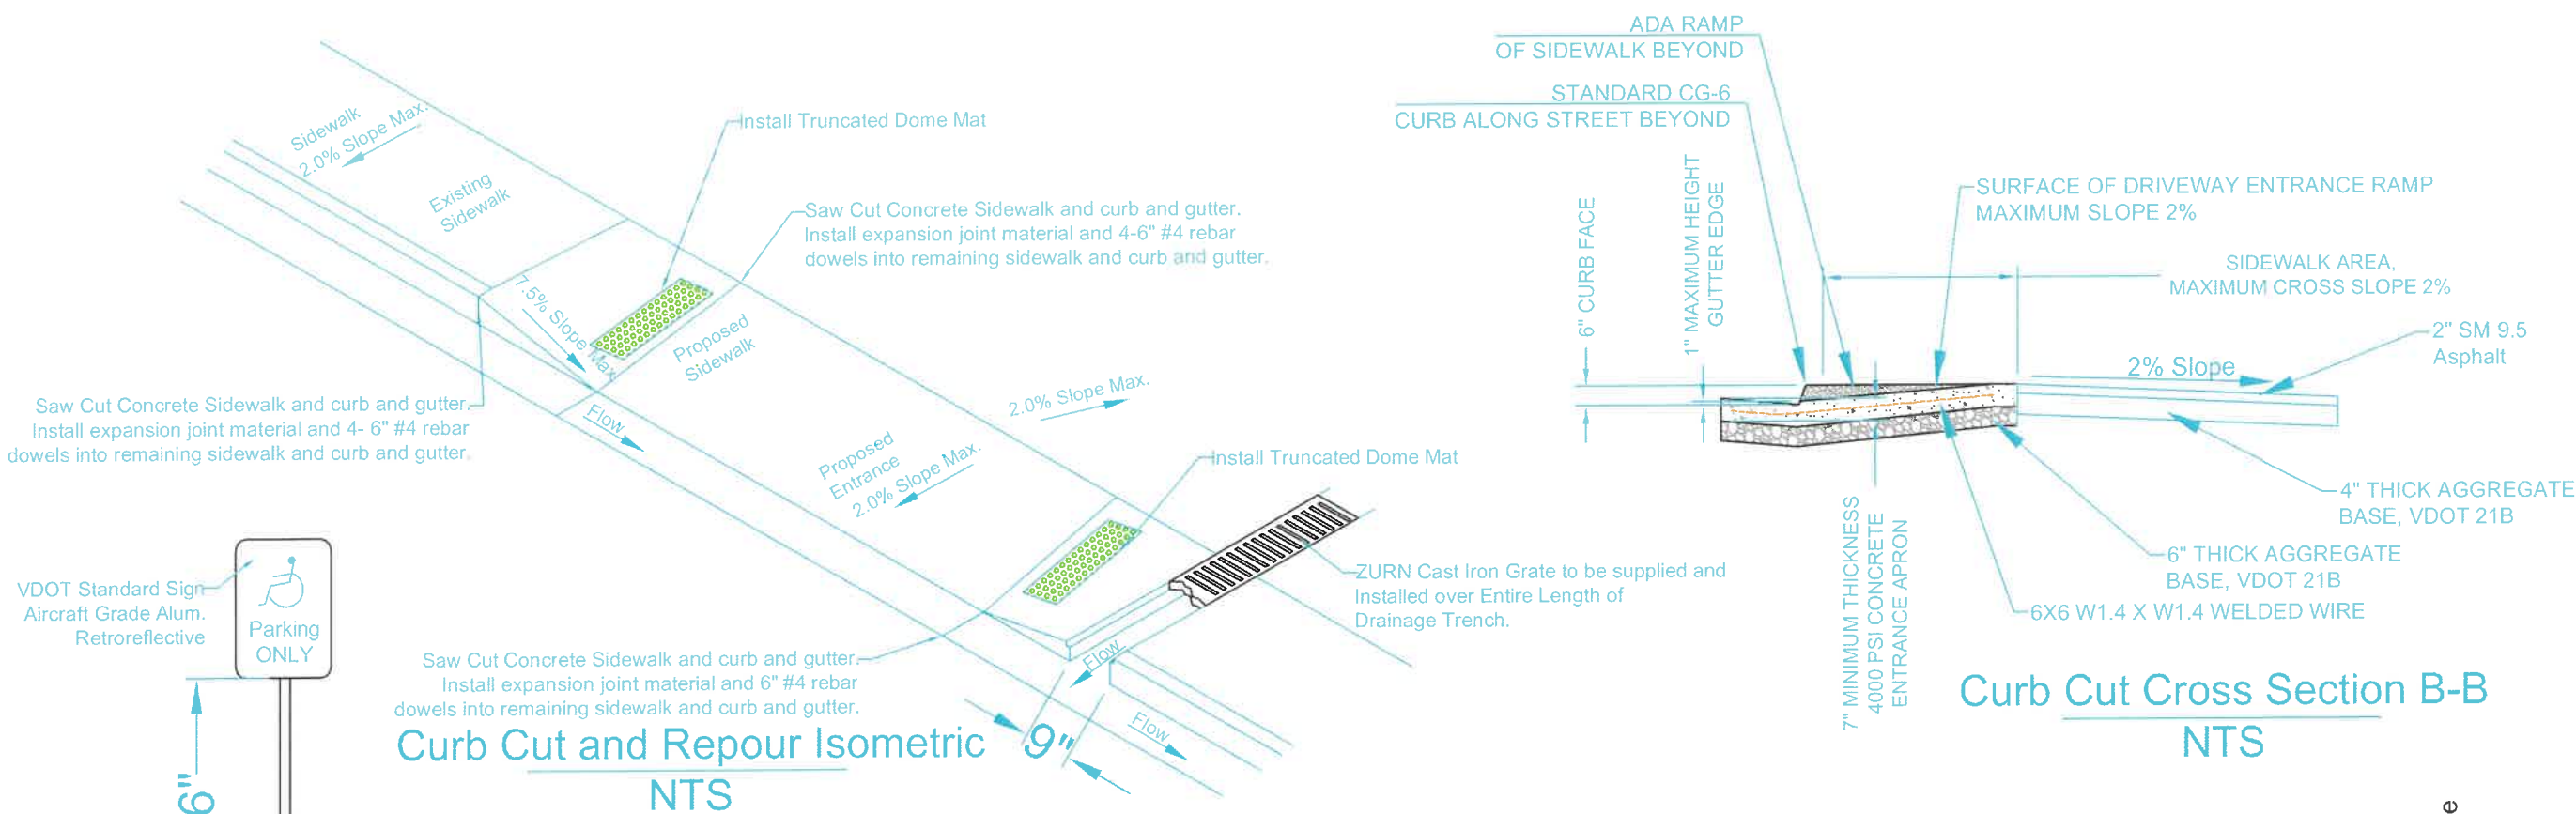 Sidewalk
2.0% Slope Max.
Existing
Sidewalk
Install Truncated Dome Mat
Saw Cut Concrete Sidewalk and curb and gutter.
Install expansion joint material and 4-6" #4 rebar
dowels into remaining sidewalk and curb and gutter.
7.5% Slope Max
Proposed
Sidewalk
Saw Cut Concrete Sidewalk and curb and gutter.
Install expansion joint material and 4- 6" #4 rebar
dowels into remaining sidewalk and curb and gutter.
Flow
2.0% Slope Max.
Proposed
Entrance
2.0% Slope Max.
Install Truncated Dome Mat
ZURN Cast Iron Grate to be supplied and
Installed over Entire Length of
Drainage Trench.
VDOT Standard Sign
Aircraft Grade Alum.
Retroreflective
Parking
ONLY
6"
Saw Cut Concrete Sidewalk and curb and gutter.
Install expansion joint material and 6" #4 rebar
dowels into remaining sidewalk and curb and gutter.
Flow
9"
Flow
Curb Cut and Repour Isometric
NTS
ADA RAMP
OF SIDEWALK BEYOND
STANDARD CG-6
CURB ALONG STREET BEYOND
6" CURB FACE
1" MAXIMUM HEIGHT
GUTTER EDGE
SURFACE OF DRIVEWAY ENTRANCE RAMP
MAXIMUM SLOPE 2%
SIDEWALK AREA,
MAXIMUM CROSS SLOPE 2%
2" SM 9.5
Asphalt
2% Slope
4" THICK AGGREGATE
BASE, VDOT 21B
6" THICK AGGREGATE
BASE, VDOT 21B
6X6 W1.4 X W1.4 WELDED WIRE
7" MINIMUM THICKNESS
4000 PSI CONCRETE
ENTRANCE APRON
Curb Cut Cross Section B-B
NTS
e